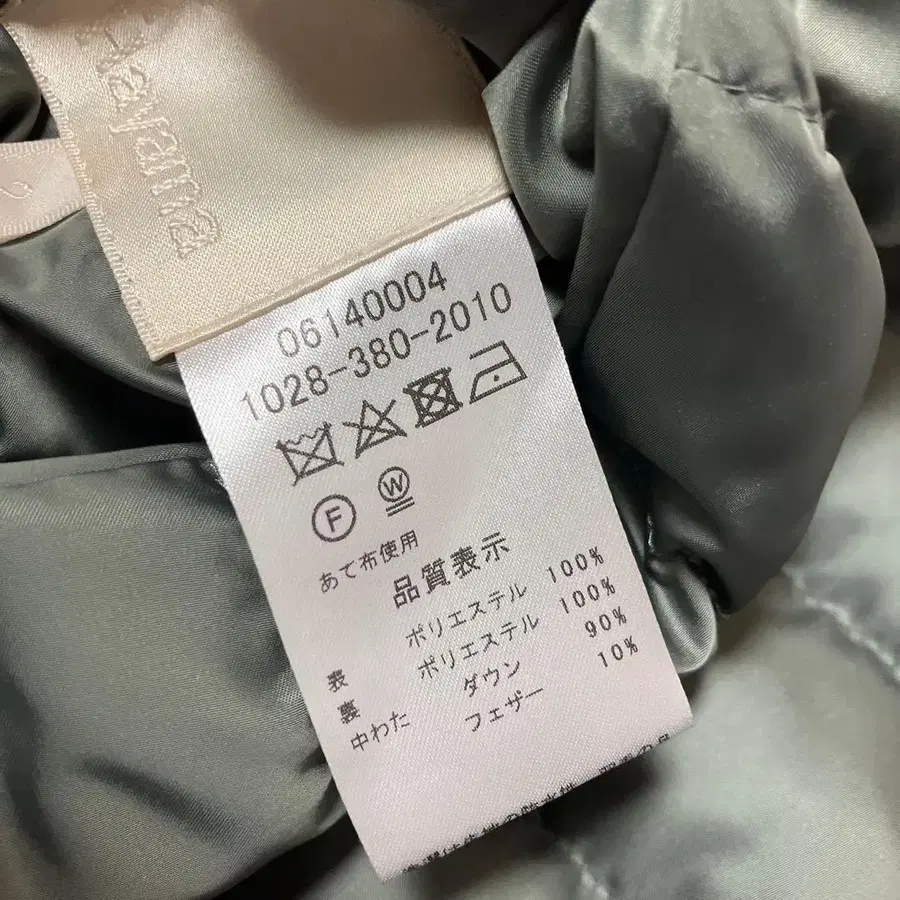 06140004
1028-380-2010
F W
あて布使用
品質表示
表 ポリエステル 100%
裏 ポリエステル 100%
中わた ダウン 90%
フェザー 10%